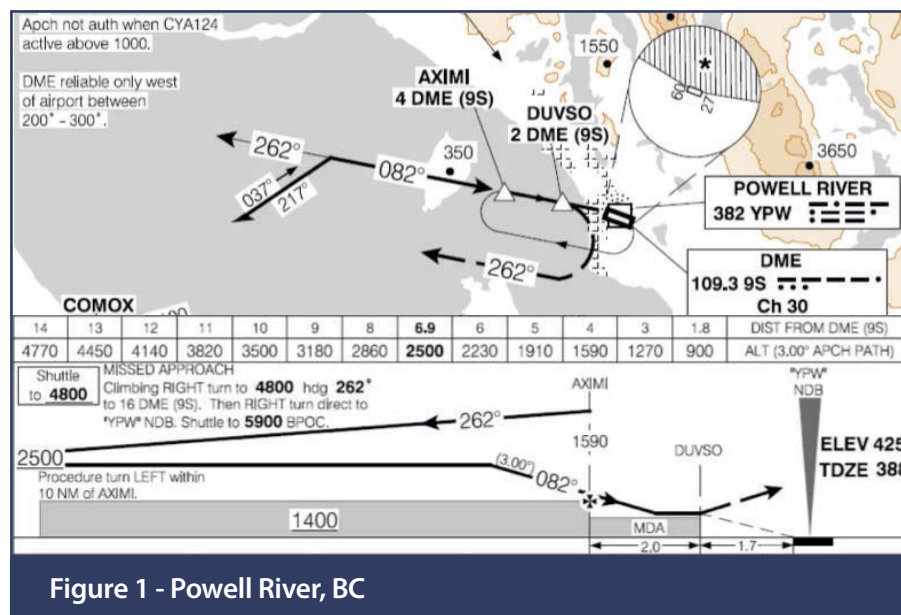 Apch not auth when CYA124
active above 1000.
DME reliable only west
of airport between
200° - 300°.
1550
*
AXIMI
4 DME (9S)
DUVSO
2 DME (9S)
60
27
3650
262°
082°
350
037°
217°
POWELL RIVER
382 YPW
262°
DME
109.3 9S
Ch 30
COMOX
14 13 12 11 10 9 8 6.9 6 5 4 3 1.8 DIST FROM DME (9S)
4770 4450 4140 3820 3500 3180 2860 2500 2230 1910 1590 1270 900 ALT (3.00° APCH PATH)
Shuttle
to 4800
MISSED APPROACH
Climbing RIGHT turn to 4800 hdg 262°
to 16 DME (9S). Then RIGHT turn direct to
"YPW" NDB. Shuttle to 5900 BPOC.
AXIMI
"YPW"
NDB
262°
1590
DUVSO
ELEV 425
TDZE 388
2500
(3.00°)
082°
Procedure turn LEFT within
10 NM of AXIMI.
1400
MDA
2.0
1.7
Figure 1 - Powell River, BC